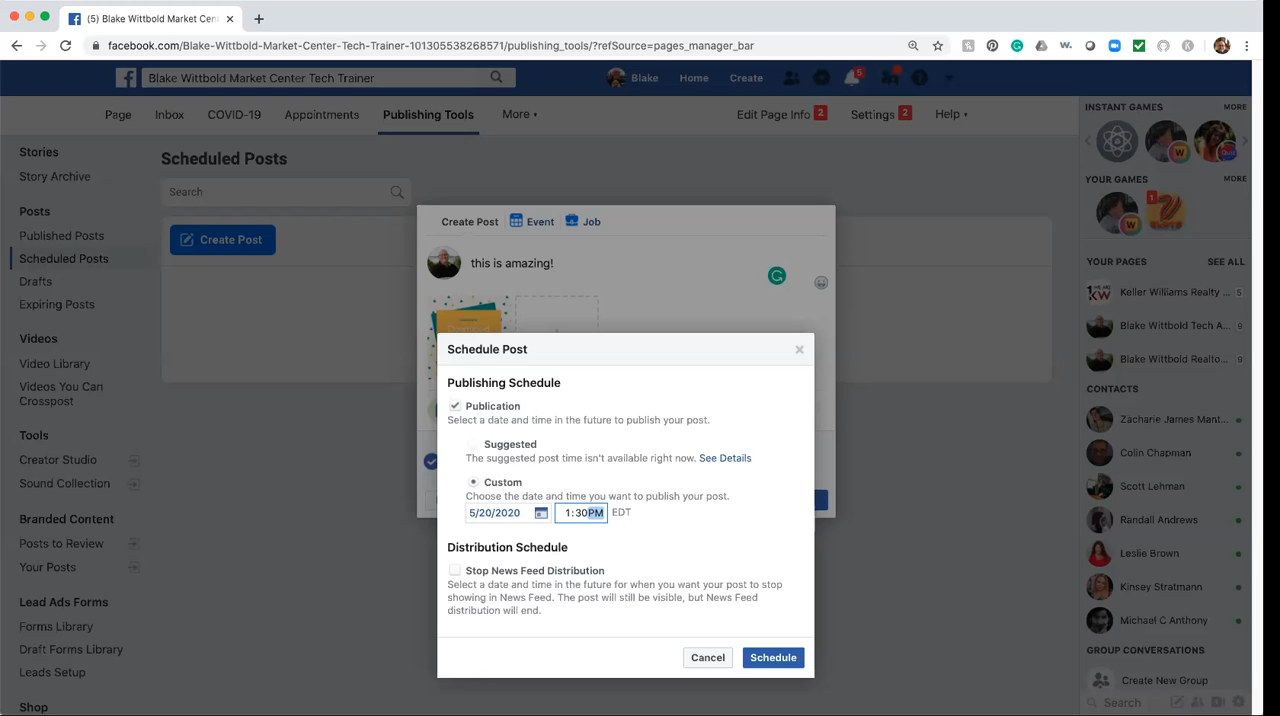 (5) Blake Wittbold Market Cen
facebook.com/Blake-Wittbold-Market-Center-Tech-Trainer-101305538268571/publishing_tools/?refSource=pages_manager_bar
Blake Wittbold Market Center Tech Trainer
Blake
Home
Create
5
Page
Inbox
COVID-19
Appointments
Publishing Tools
More
Edit Page Info 2
Settings 2
Help
Stories
Story Archive
Posts
Published Posts
Scheduled Posts
Drafts
Expiring Posts
Videos
Video Library
Videos You Can
Crosspost
Tools
Creator Studio
Sound Collection
Branded Content
Posts to Review
Your Posts
Lead Ads Forms
Forms Library
Draft Forms Library
Leads Setup
Shop
Scheduled Posts
Search
Create Post
Create Post
Event
Job
this is amazing!
Schedule Post
Publishing Schedule
Publication
Select a date and time in the future to publish your post.
Suggested
The suggested post time isn't available right now. See Details
Custom
Choose the date and time you want to publish your post.
5/20/2020
1:30PM
EDT
Distribution Schedule
Stop News Feed Distribution
Select a date and time in the future for when you want your post to stop
showing in News Feed. The post will still be visible, but News Feed
distribution will end.
Cancel
Schedule
INSTANT GAMES
MORE
YOUR GAMES
MORE
1
YOUR PAGES
SEE ALL
Keller Williams Realty ... 5
Blake Wittbold Tech A... 8
Blake Wittbold Realto... 9
CONTACTS
Zacharie James Mant...
Colin Chapman
Scott Lehman
Randall Andrews
Leslie Brown
Kinsey Stratmann
Michael C Anthony
GROUP CONVERSATIONS
Create New Group
Search